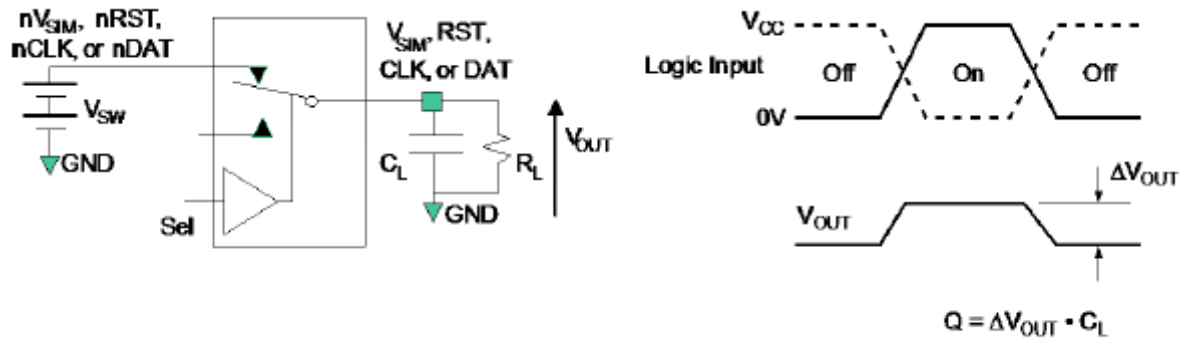 nV_SIM, nRST,
nCLK, or nDAT
V_SW
GND
Sel
V_SIM, RST,
CLK, or DAT
C_L
R_L
GND
V_OUT
V_CC
Logic Input
Off
On
Off
0V
V_OUT
ΔV_OUT
Q = ΔV_OUT • C_L